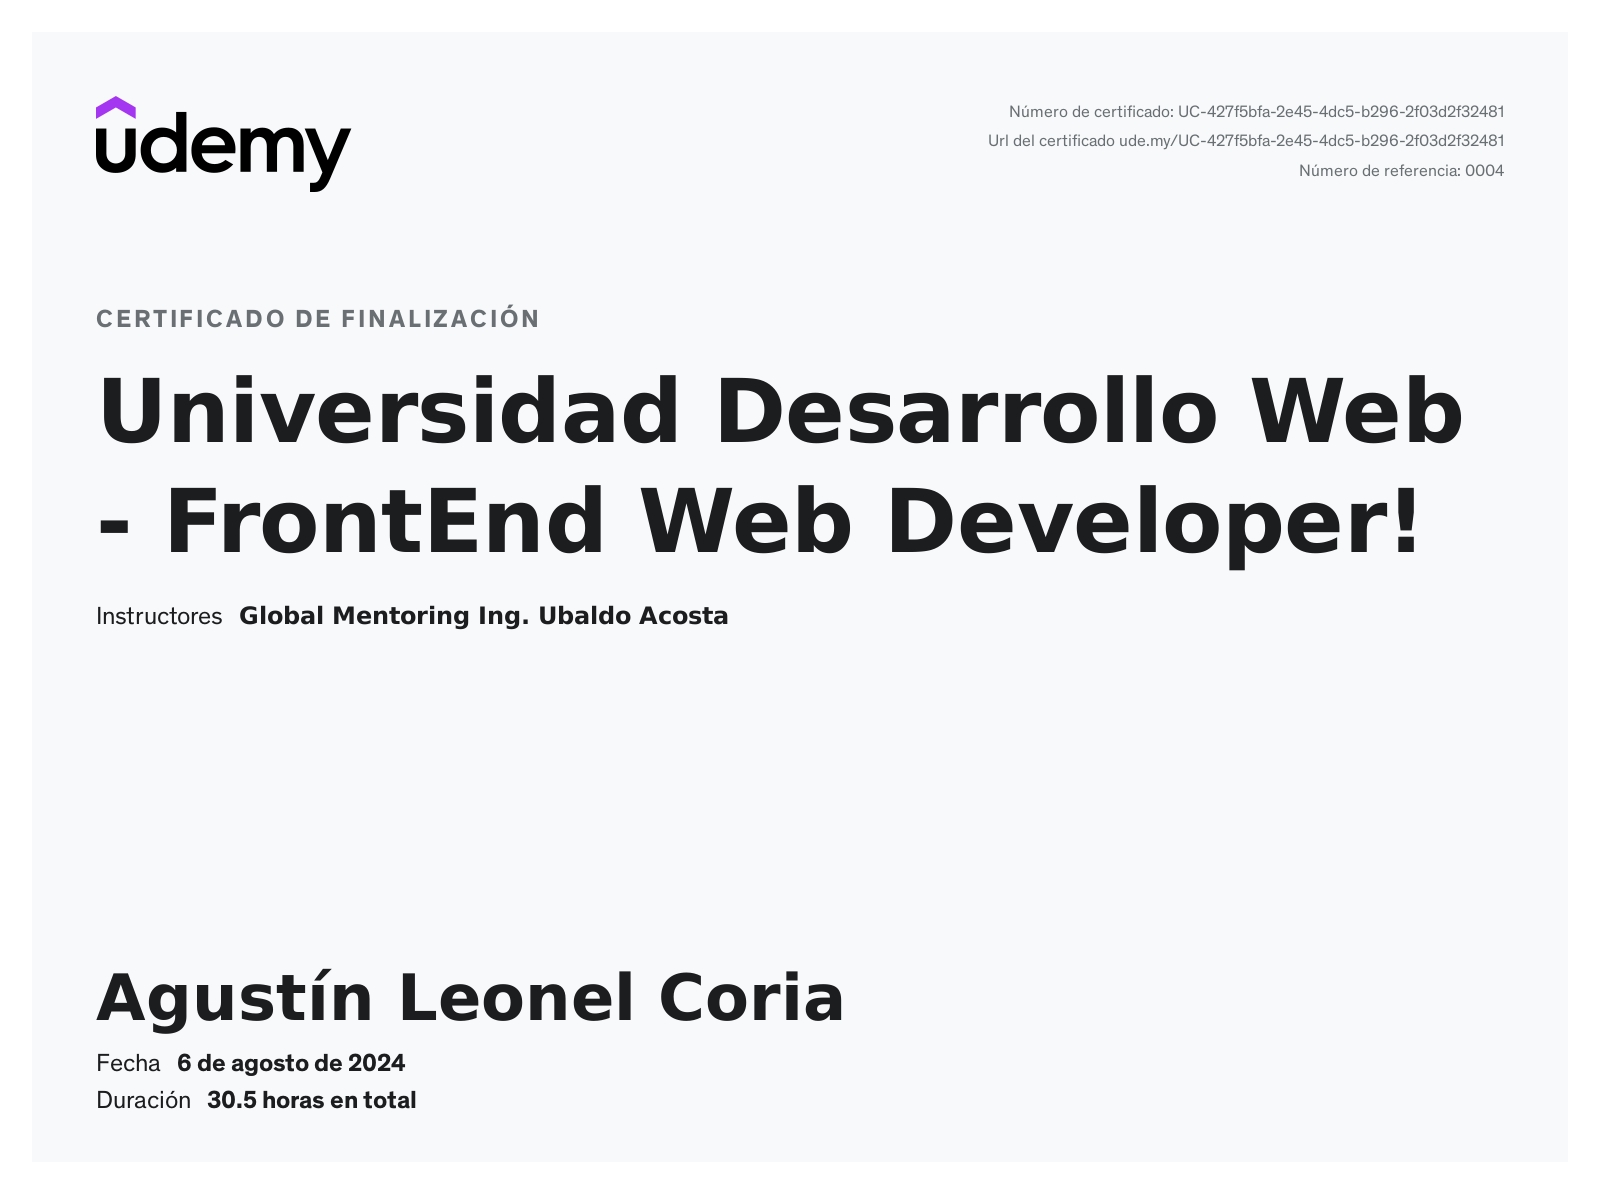 udemy
Número de certificado: UC-427f5bfa-2e45-4dc5-b296-2f03d2f32481
Url del certificado ude.my/UC-427f5bfa-2e45-4dc5-b296-2f03d2f32481
Número de referencia: 0004
CERTIFICADO DE FINALIZACIÓN
Universidad Desarrollo Web
- FrontEnd Web Developer!
Instructores Global Mentoring Ing. Ubaldo Acosta
Agustín Leonel Coria
Fecha 6 de agosto de 2024
Duración 30.5 horas en total